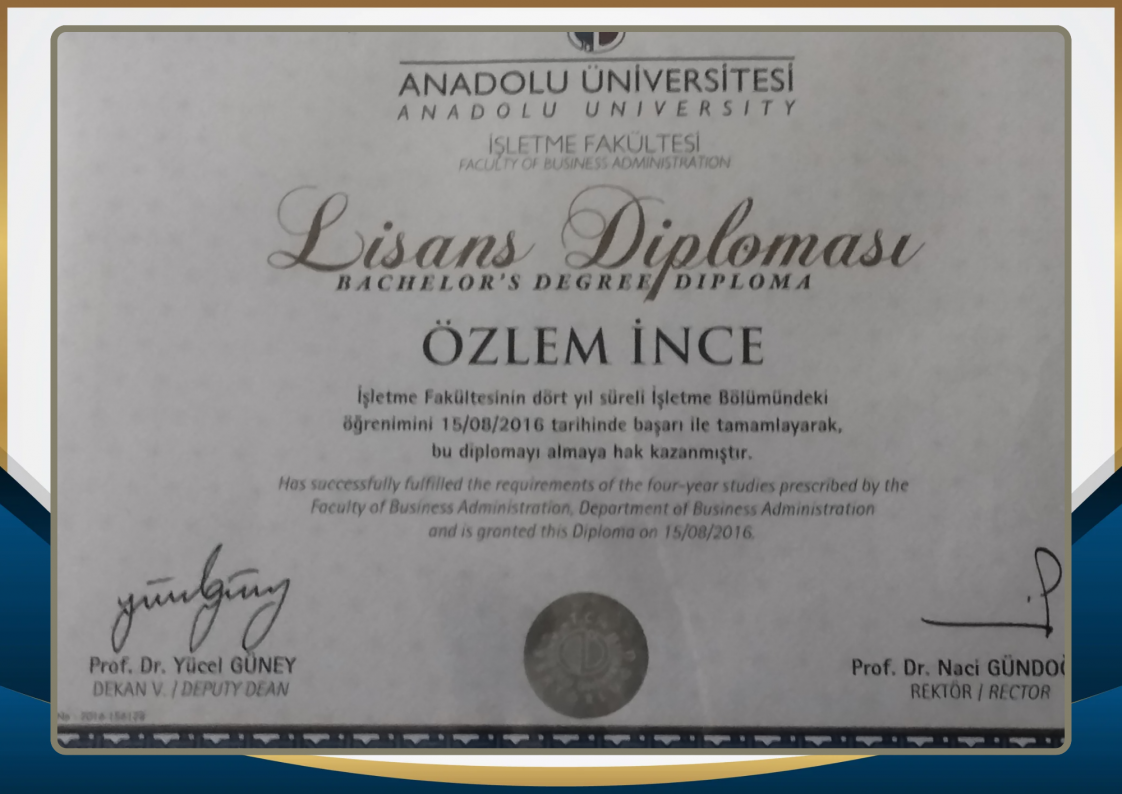 ANADOLU ÜNİVERSİTESİ
ANADOLU UNIVERSITY
İŞLETME FAKÜLTESİ
FACULTY OF BUSINESS ADMINISTRATION
Lisans Diploması
BACHELOR'S DEGREE DIPLOMA
ÖZLEM İNCE
İşletme Fakültesinin dört yıl süreli İşletme Bölümündeki
öğrenimini 15/08/2016 tarihinde başarı ile tamamlayarak,
bu diplomayı almaya hak kazanmıştır.
Has successfully fulfilled the requirements of the four-year studies prescribed by the
Faculty of Business Administration, Department of Business Administration
and is granted this Diploma on 15/08/2016.
Prof. Dr. Yücel GÜNEY
DEKAN V. / DEPUTY DEAN
Prof. Dr. Naci GÜNDO
REKTÖR / RECTOR